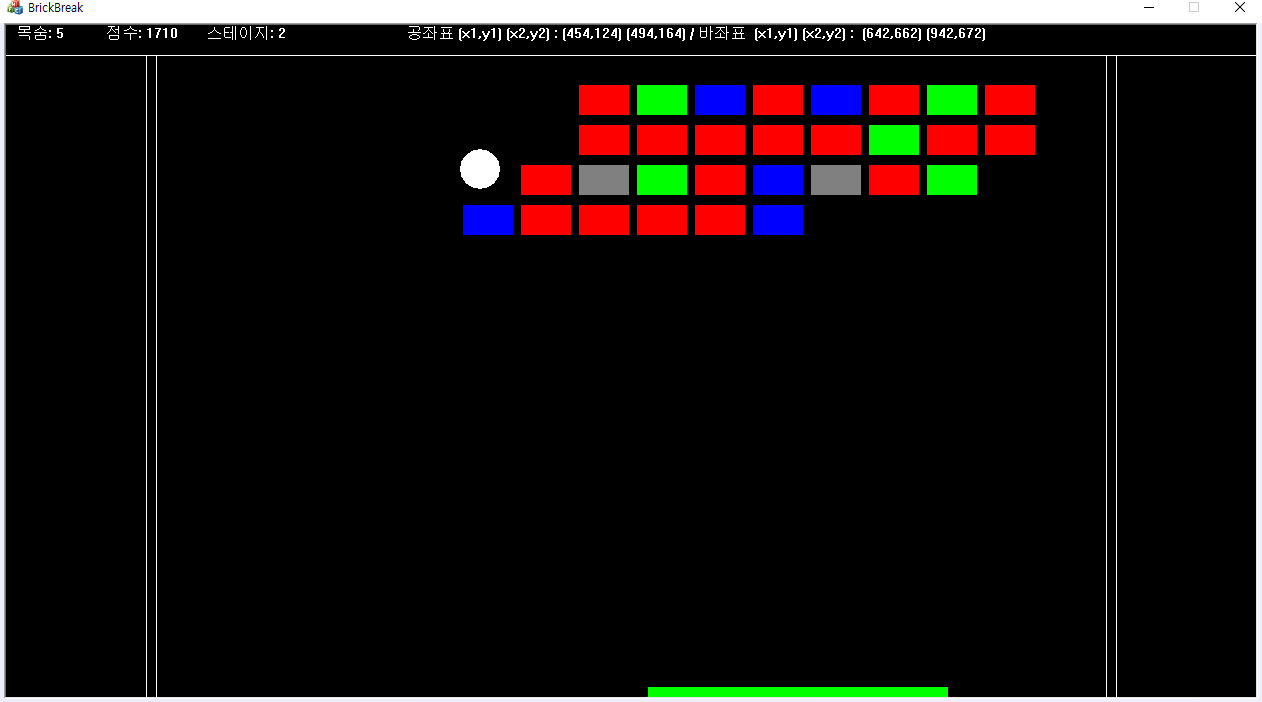 BrickBreak
목숨: 5 점수: 1710 스테이지: 2 공좌표 (x1,y1) (x2,y2) : (454,124) (494,164) / 바좌표 (x1,y1) (x2,y2) : (642,662) (942,672)